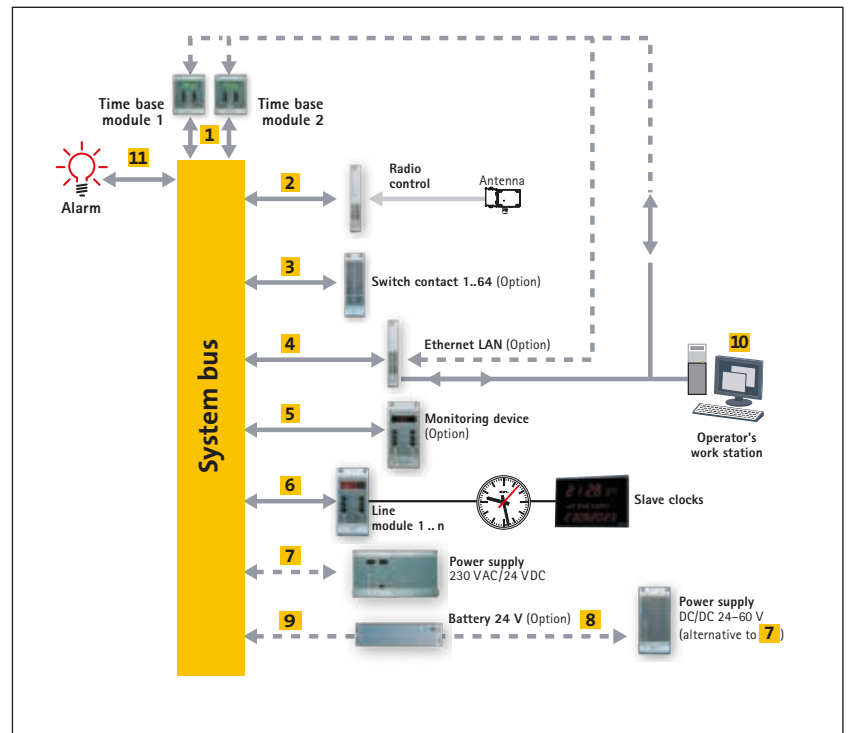 Time base
module 1
Time base
module 2
1
11
Alarm
System bus
2
Radio
control
Antenna
3
Switch contact 1..64 (Option)
4
Ethernet LAN (Option)
10
Operator's
work station
5
Monitoring device
(Option)
6
Line
module 1 .. n
Slave clocks
7
Power supply
230 VAC/24 VDC
9
Battery 24 V (Option)
8
Power supply
DC/DC 24–60 V
(alternative to 7 )